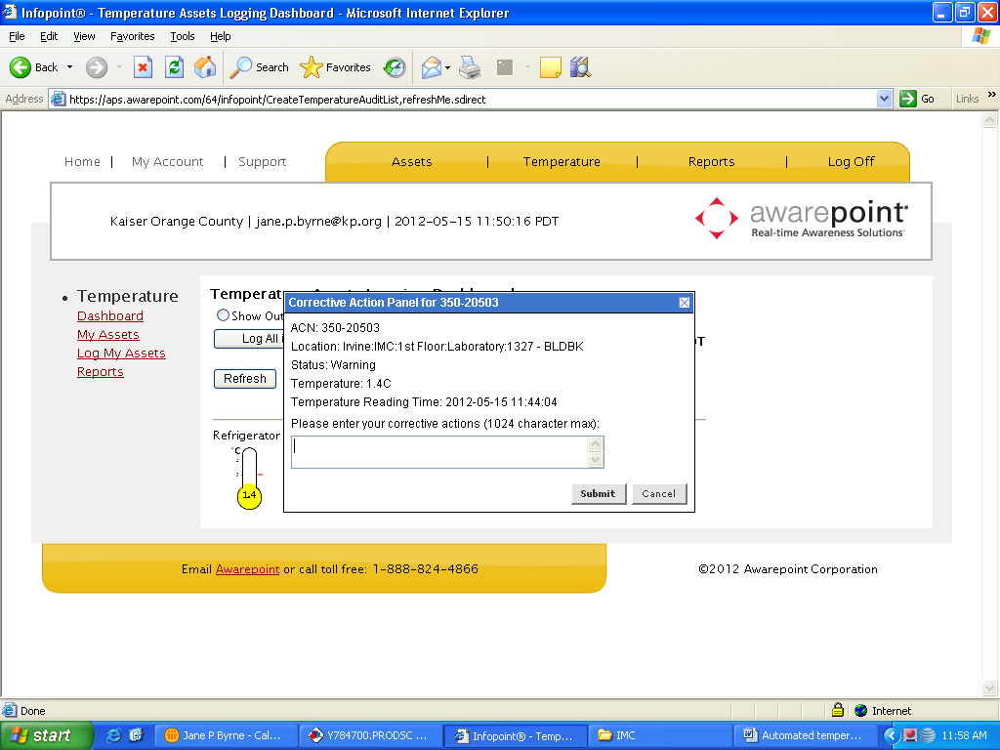 Infopoint® - Temperature Assets Logging Dashboard - Microsoft Internet Explorer
File Edit View Favorites Tools Help
Back Search Favorites
Address https://aps.awarepoint.com/64/infopoint/CreateTemperatureAuditList,refreshMe.sdirect Go Links »
Home | My Account | Support Assets | Temperature | Reports | Log Off
Kaiser Orange County | jane.p.byrne@kp.org | 2012-05-15 11:50:16 PDT
awarepoint
Real-time Awareness Solutions
Temperature
Dashboard
My Assets
Log My Assets
Reports
Show Out
Log All i
Refresh
Refrigerator
°C
1.4
Corrective Action Panel for 350-20503
ACN: 350-20503
Location: Irvine:IMC:1st Floor:Laboratory:1327 - BLDBK
Status: Warning
Temperature: 1.4C
Temperature Reading Time: 2012-05-15 11:44:04
Please enter your corrective actions (1024 character max):
Submit Cancel
Email Awarepoint or call toll free: 1-888-824-4866
©2012 Awarepoint Corporation
Done Internet
start Jane P Byrne - Cal... Y784700.PRODSC ... Infopoint® - Temp... IMC Automated temper... 11:58 AM